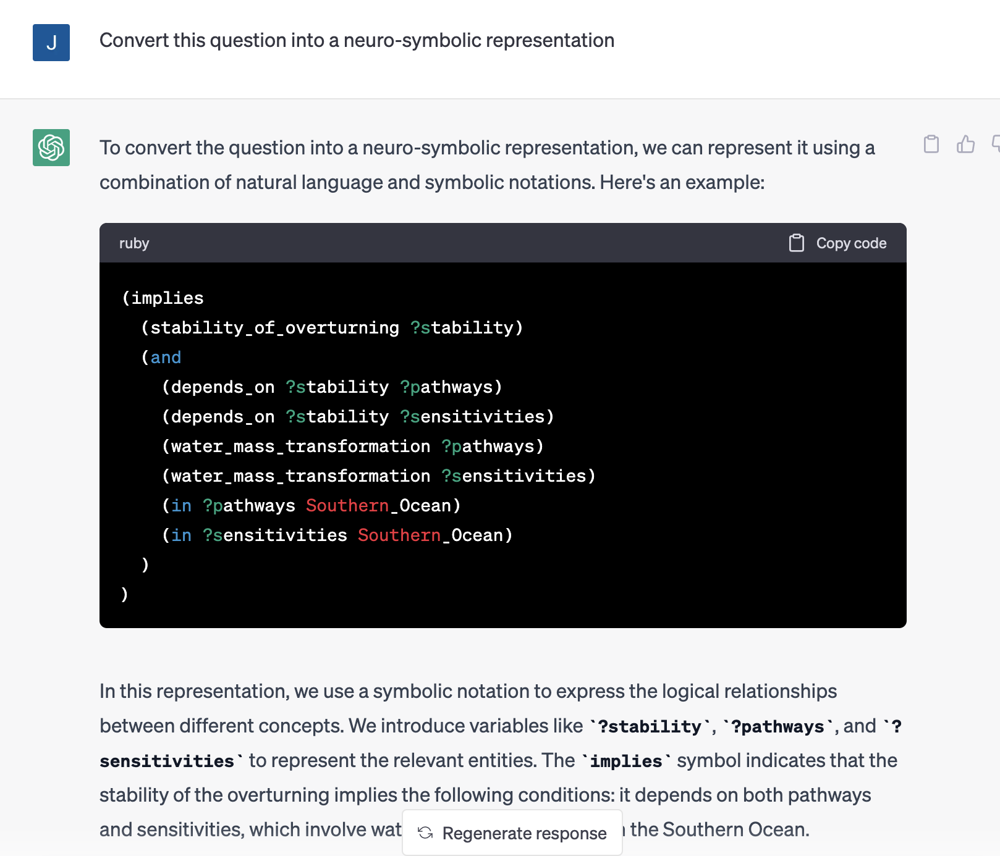 J
Convert this question into a neuro-symbolic representation
To convert the question into a neuro-symbolic representation, we can represent it using a
combination of natural language and symbolic notations. Here's an example:
ruby
Copy code
(implies
  (stability_of_overturning ?stability)
  (and
    (depends_on ?stability ?pathways)
    (depends_on ?stability ?sensitivities)
    (water_mass_transformation ?pathways)
    (water_mass_transformation ?sensitivities)
    (in ?pathways Southern_Ocean)
    (in ?sensitivities Southern_Ocean)
  )
)
In this representation, we use a symbolic notation to express the logical relationships
between different concepts. We introduce variables like `?stability`, `?pathways`, and `?
sensitivities` to represent the relevant entities. The `implies` symbol indicates that the
stability of the overturning implies the following conditions: it depends on both pathways
and sensitivities, which involve the Southern Ocean.
Regenerate response